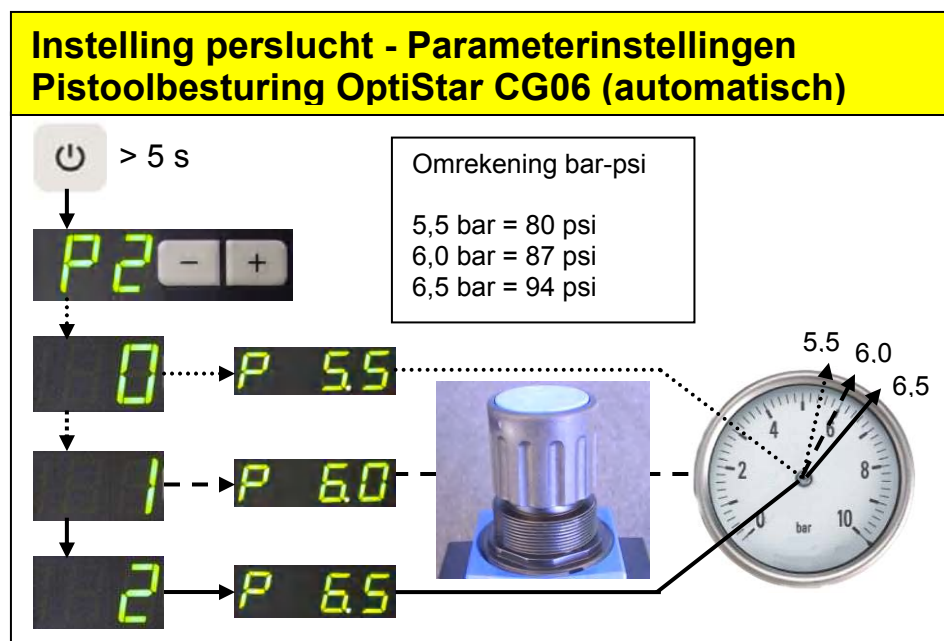 Instelling perslucht - Parameterinstellingen
Pistoolbesturing OptiStar CG06 (automatisch)
> 5 s
Omrekening bar-psi
5,5 bar = 80 psi
6,0 bar = 87 psi
6,5 bar = 94 psi
P2 - +
0 P 5.5
1 P 6.0
2 P 6.5
5.5 6.0 6,5
0 2 4 6 8 10
bar